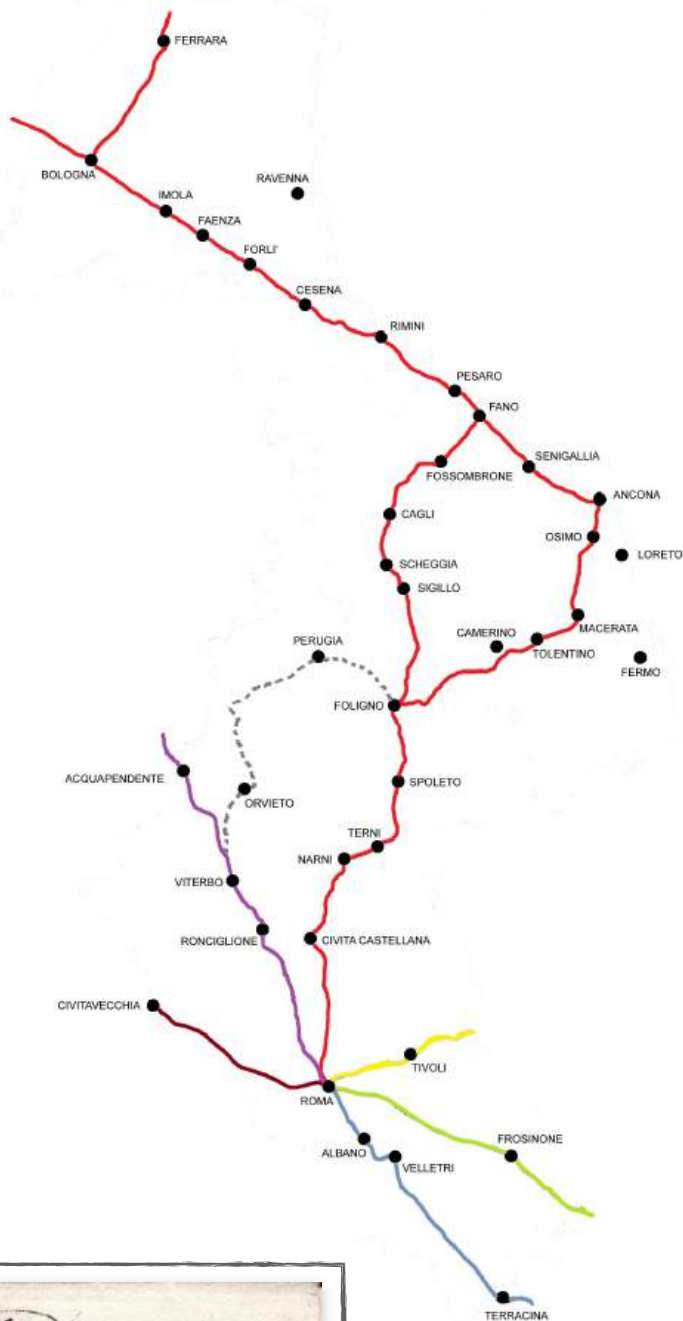 FERRARA
BOLOGNA
RAVENNA
IMOLA
FAENZA
FORLI'
CESENA
RIMINI
PESARO
FANO
SENIGALLIA
FOSSOMBRONE
ANCONA
CAGLI
OSIMO
LORETO
SCHEGGIA
SIGILLO
MACERATA
CAMERINO
TOLENTINO
PERUGIA
FERMO
FOLIGNO
ACQUAPENDENTE
SPOLETO
ORVIETO
TERNI
NARNI
VITERBO
RONCIGLIONE
CIVITA CASTELLANA
CIVITAVECCHIA
TIVOLI
ROMA
FROSINONE
ALBANO
VELLETRI
TERRACINA